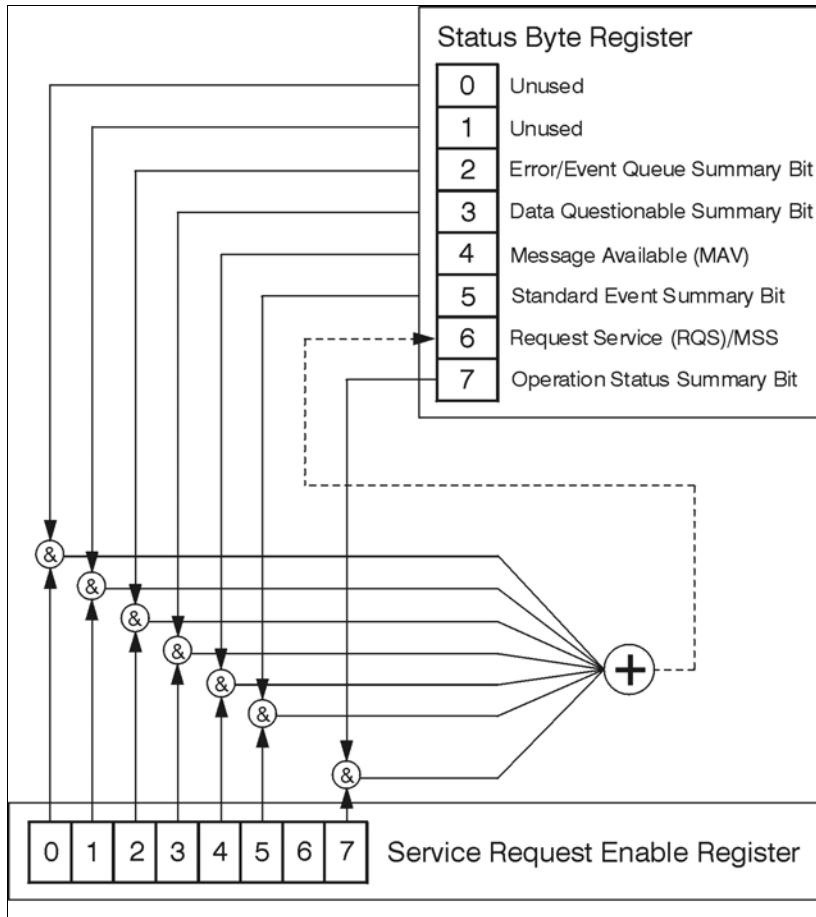 Status Byte Register
0 Unused
1 Unused
2 Error/Event Queue Summary Bit
3 Data Questionable Summary Bit
4 Message Available (MAV)
5 Standard Event Summary Bit
6 Request Service (RQS)/MSS
7 Operation Status Summary Bit
&
&
&
&
&
&
&
+
0 1 2 3 4 5 6 7 Service Request Enable Register